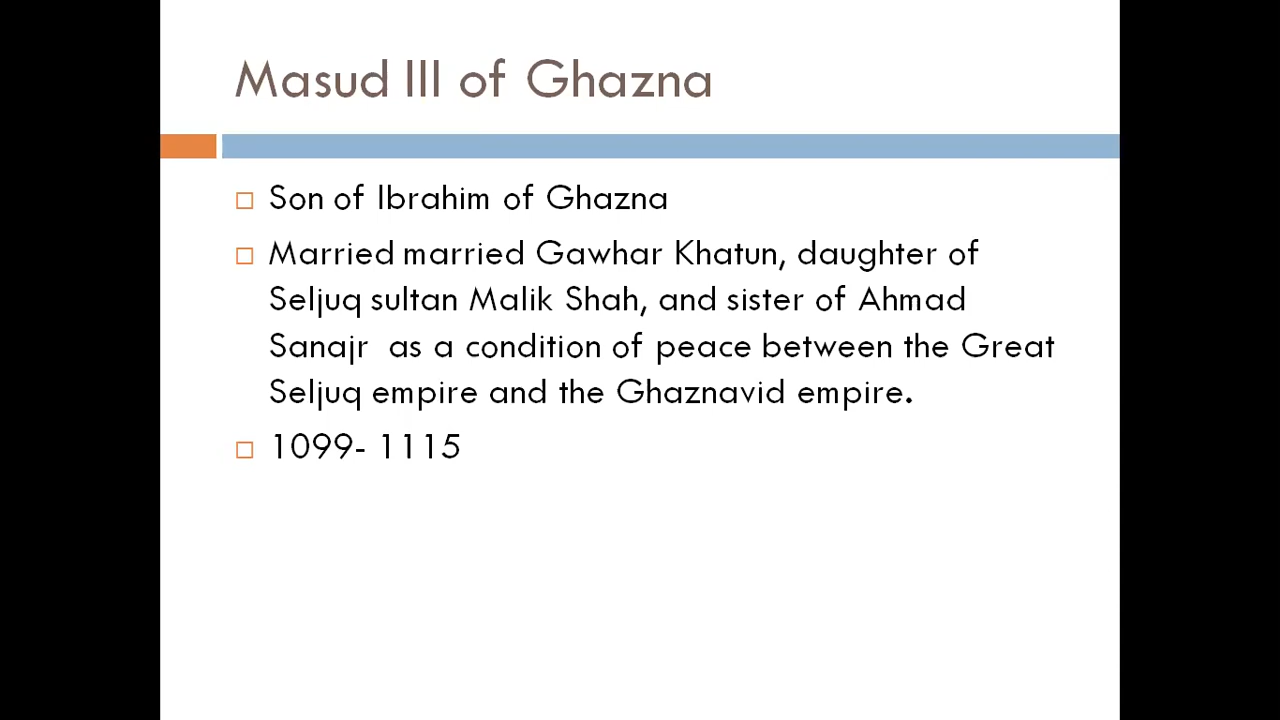 Masud III of Ghazna
Son of Ibrahim of Ghazna
Married married Gawhar Khatun, daughter of
Seljuq sultan Malik Shah, and sister of Ahmad
Sanajr  as a condition of peace between the Great
Seljuq empire and the Ghaznavid empire.
1099- 1115